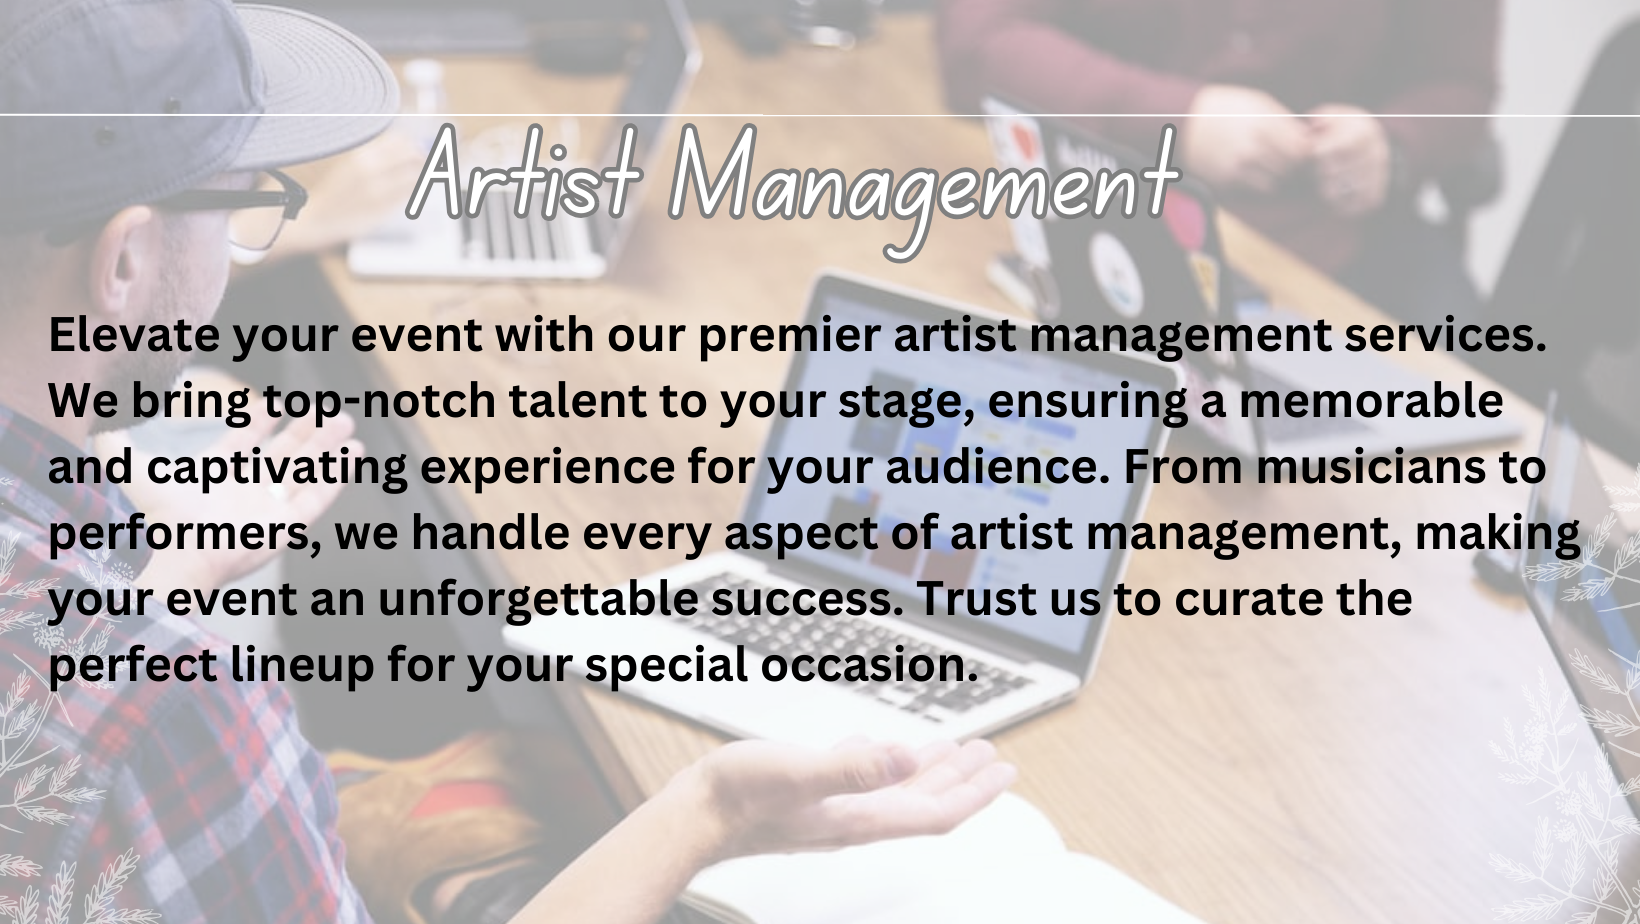 Artist Management
Elevate your event with our premier artist management services.
We bring top-notch talent to your stage, ensuring a memorable
and captivating experience for your audience. From musicians to
performers, we handle every aspect of artist management, making
your event an unforgettable success. Trust us to curate the
perfect lineup for your special occasion.